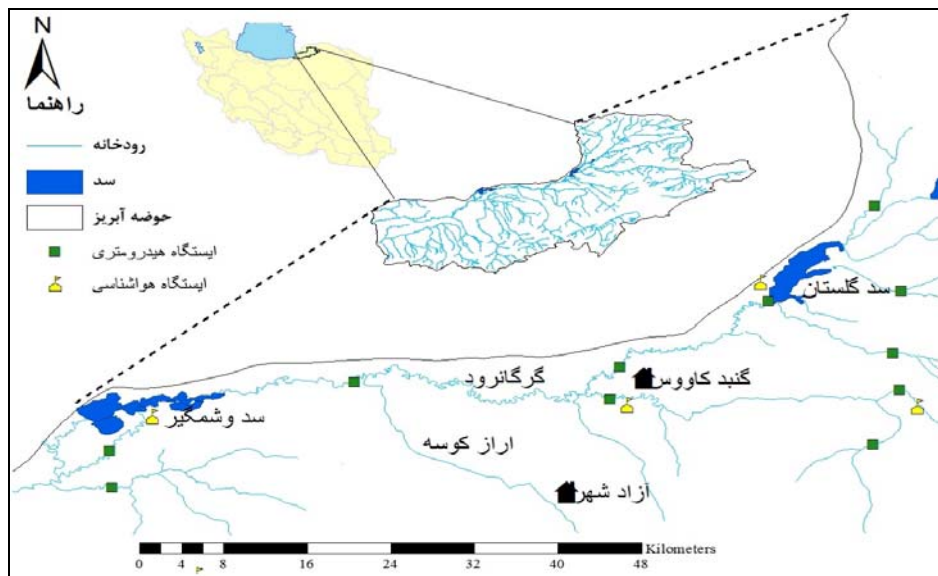 N
راهنما
رودخانه
سد
حوضه آبریز
ایستگاه هیدرومتری
ایستگاه هواشناسی
سد گلستان
گنبد کاووس
گرگانرود
سد وشمگیر
اراز کوسه
آزاد شهر
Kilometers
0 4 8 16 24 32 40 48